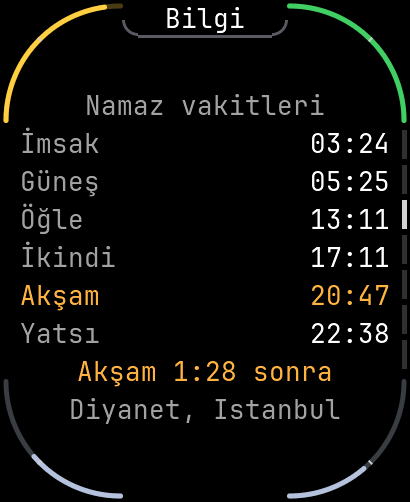 Bilgi
Namaz vakitleri
İmsak 03:24
Güneş 05:25
Öğle 13:11
İkindi 17:11
Akşam 20:47
Yatsı 22:38
Akşam 1:28 sonra
Diyanet, Istanbul